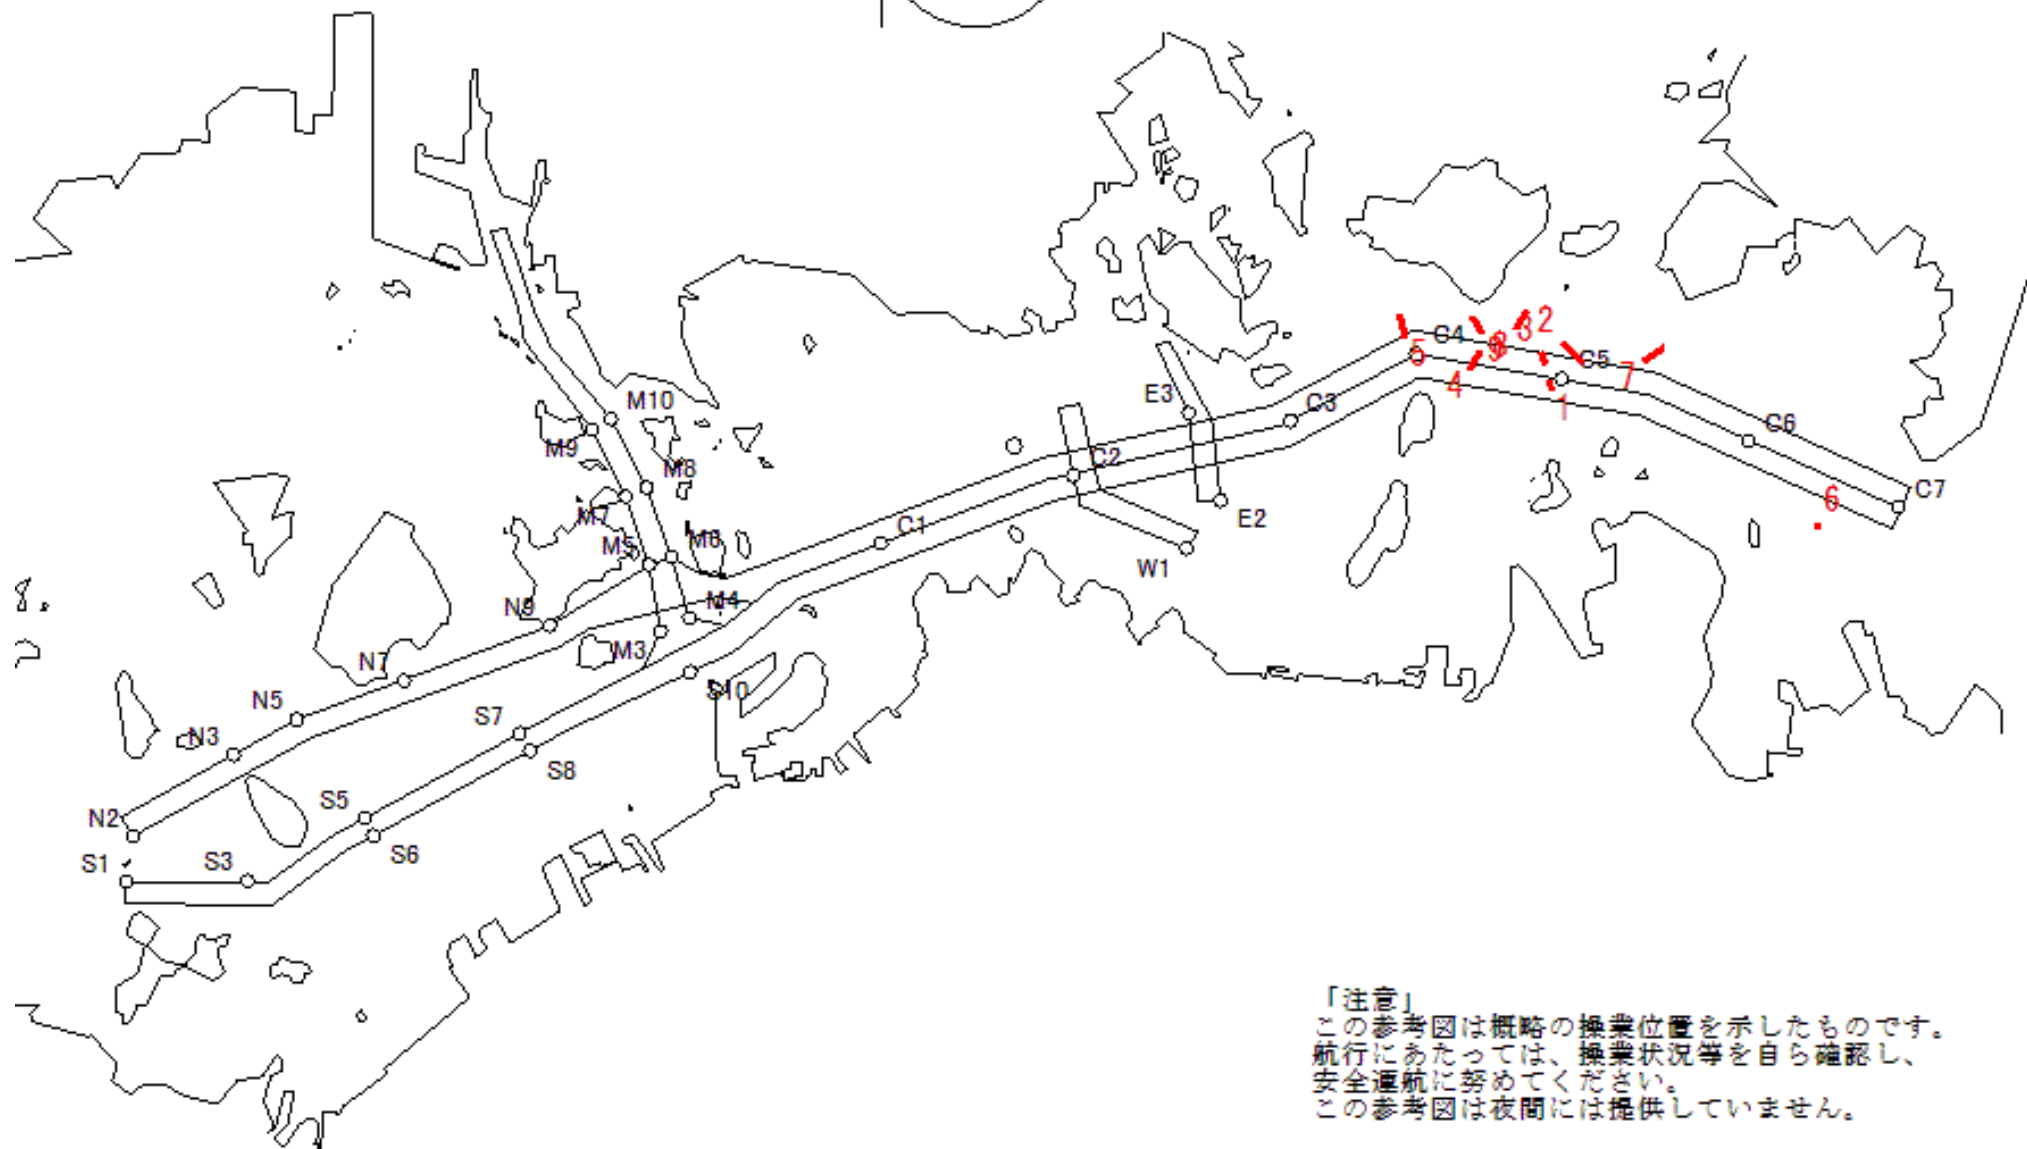 C4
3
2
C5
5
9
8
7
4
1
E3
C3
C6
M10
M9
M8
C2
C7
6
E2
M7
C1
M5
M6
W1
N9
M4
M3
N7
S10
N5
S7
N3
S8
S5
N2
S6
S1
S3
「注意」
この参考図は概略の操業位置を示したものです。
航行にあたっては、操業状況等を自ら確認し、
安全運航に努めてください。
この参考図は夜間には提供していません。